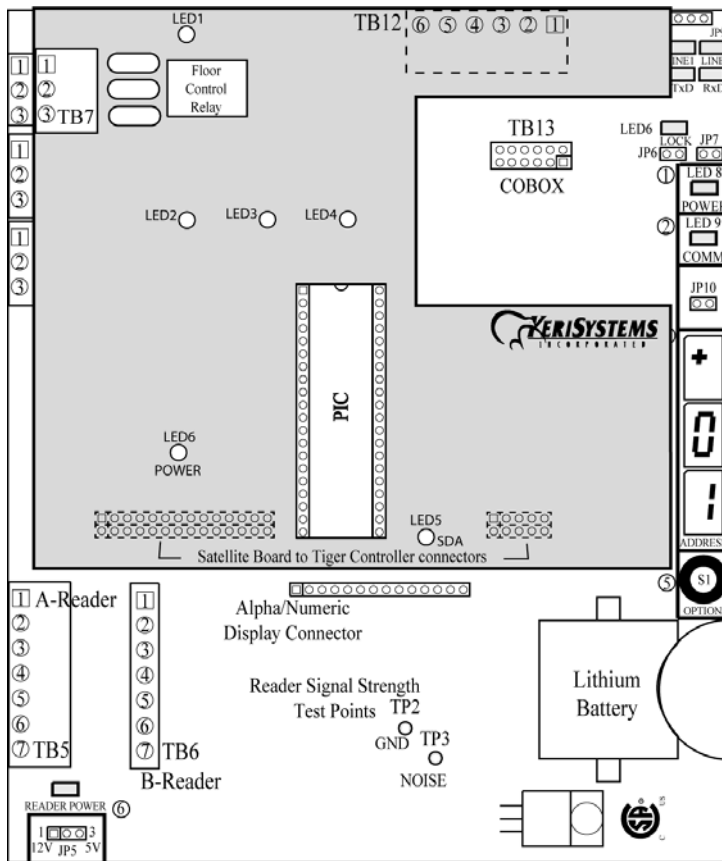 LED1
TB12
6 5 4 3 2 1
JP9
LINE1 LINE
TxD RxD
1
2
3
1
2
3
TB7
Floor
Control
Relay
TB13
COBOX
LED6
LOCK
JP6
JP7
1
2
3
1
LED 8
POWER
LED2
LED3
LED4
2
LED 9
COMM
1
2
3
JP10
KERISYSTEMS
INCORPORATED
PIC
+
0
1
ADDRESS
LED6
POWER
LED5
SDA
Satellite Board to Tiger Controller connectors
5
S1
OPTION
1 A-Reader
2
3
4
5
6
7 TB5
1
2
3
4
5
6
7 TB6
B-Reader
Alpha/Numeric
Display Connector
Reader Signal Strength
Test Points
TP2
GND
TP3
NOISE
Lithium
Battery
READER POWER
6
1 3
12V JP5 5V
C US